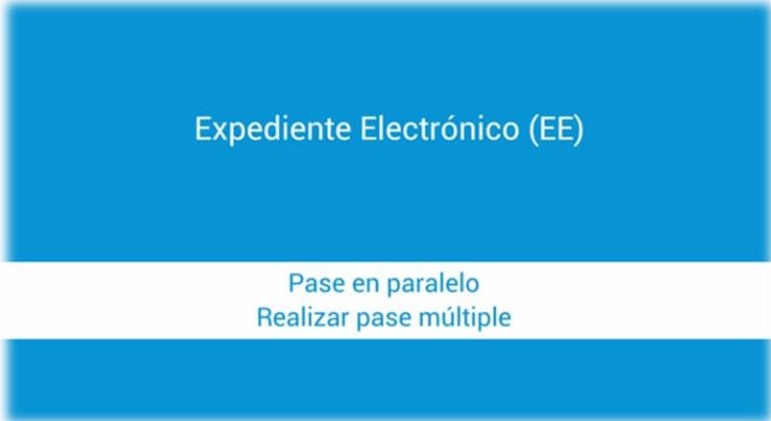 Expediente Electrónico (EE)
Pase en paralelo
Realizar pase múltiple